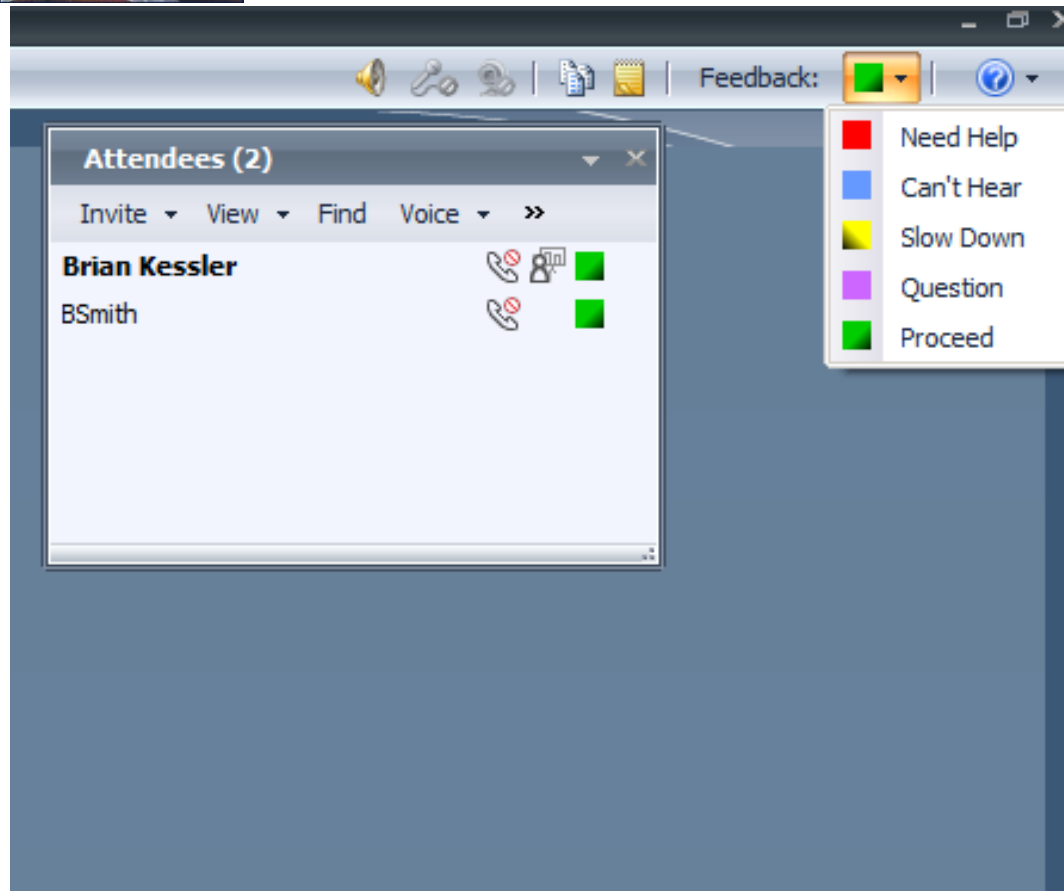 Feedback:
Need Help
Can't Hear
Slow Down
Question
Proceed
Attendees (2)
Invite View Find Voice »
Brian Kessler
BSmith